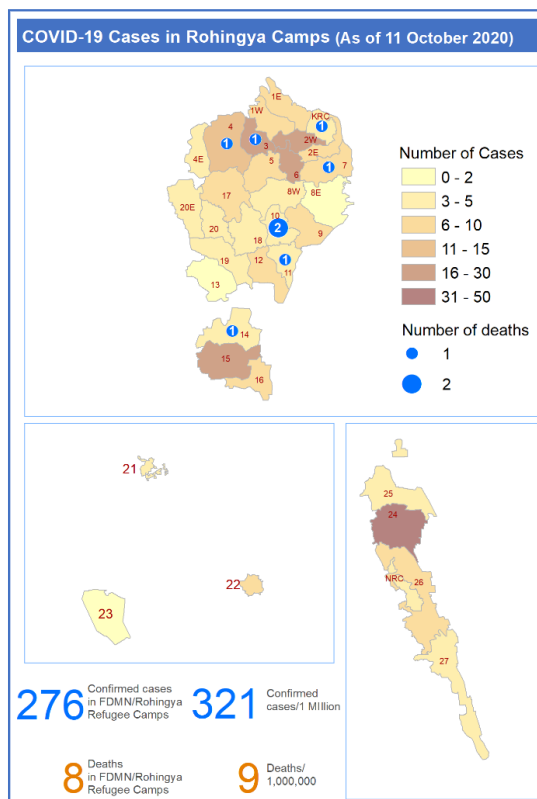 COVID-19 Cases in Rohingya Camps (As of 11 October 2020)
1E
1W
KRC
1
4
1
1
3
2W
2E
1
7
4E
5
6
17
8W
8E
20E
20
10
2
9
18
19
12
1
11
13
1
14
15
16
Number of Cases
0 - 2
3 - 5
6 - 10
11 - 15
16 - 30
31 - 50
Number of deaths
1
2
21
22
23
25
24
NRC
26
27
276
Confirmed cases
in FDMN/Rohingya
Refugee Camps
321
Confirmed
cases/1 Million
8
Deaths
in FDMN/Rohingya
Refugee Camps
9
Deaths/
1,000,000